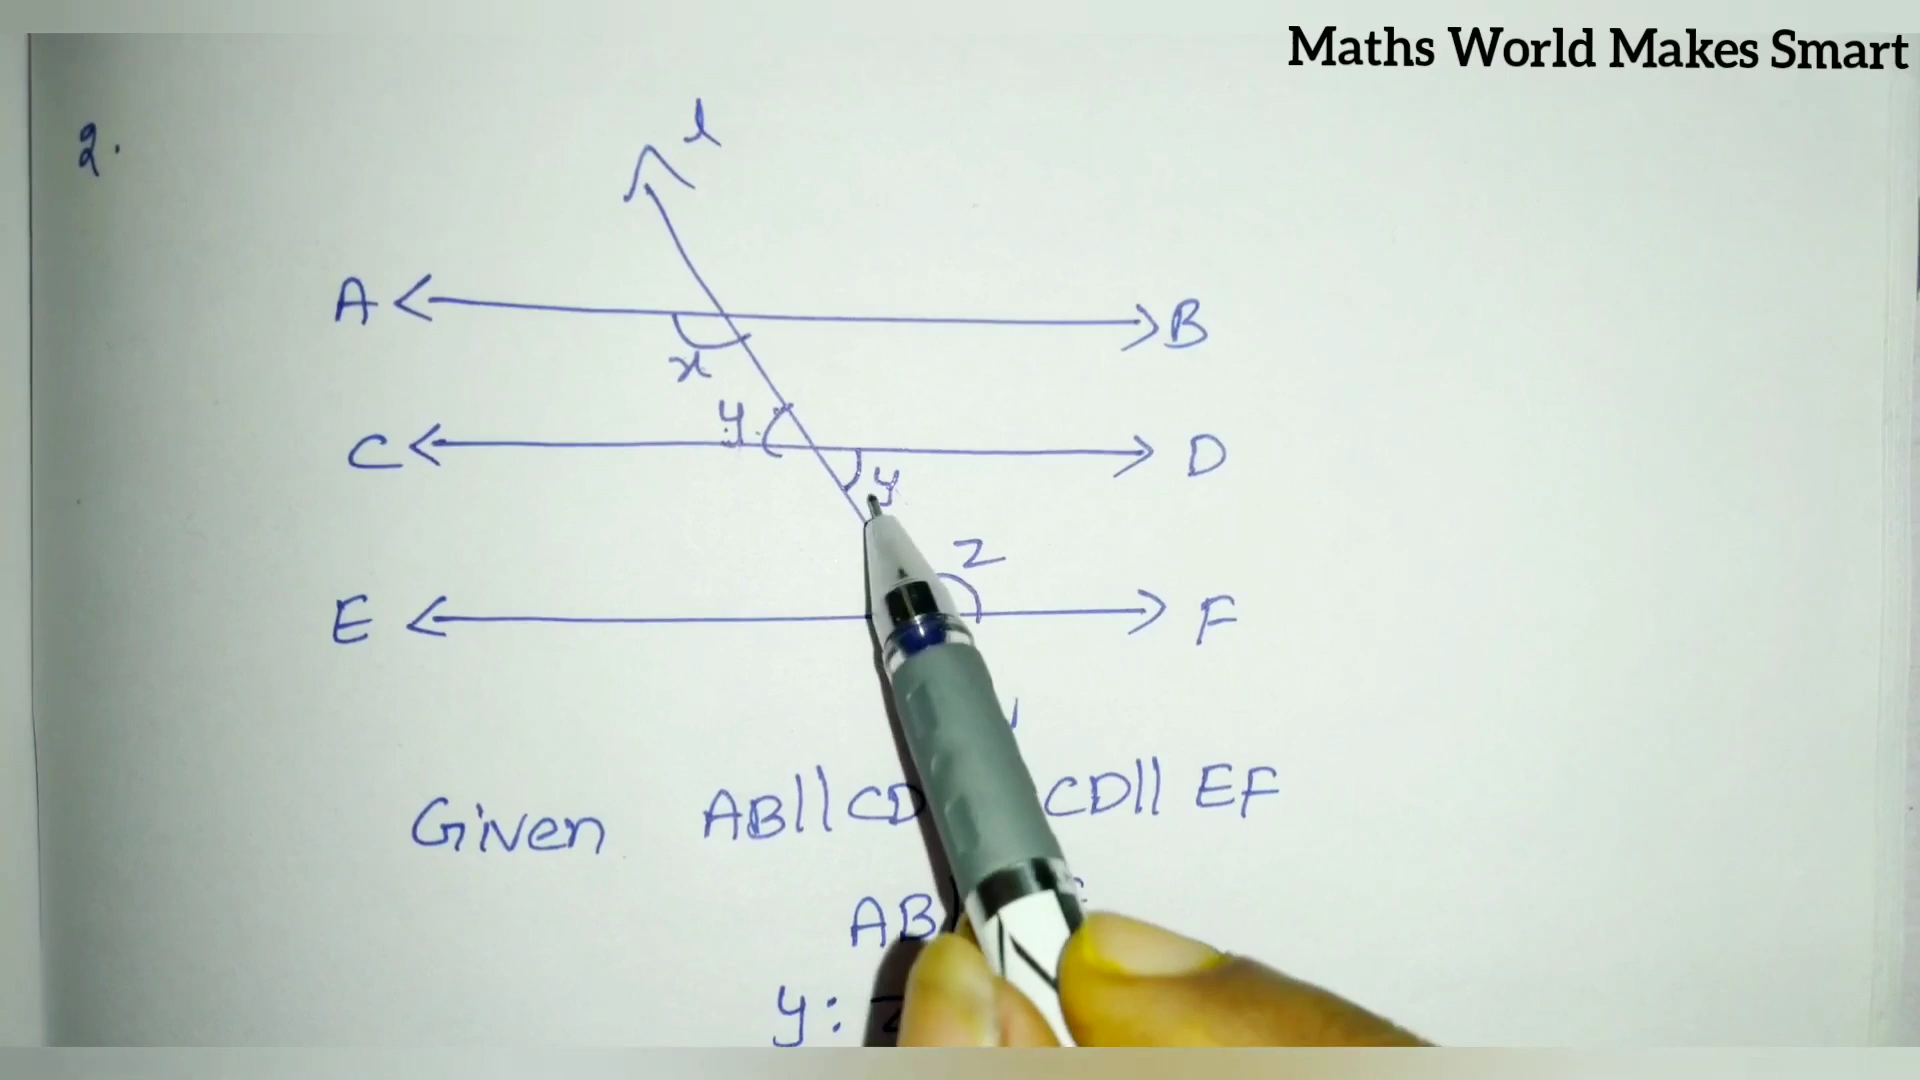 Maths World Makes Smart
2.
l
A B
x
y
C D
y
z
E F
Given AB || CD CD || EF
AB
y :